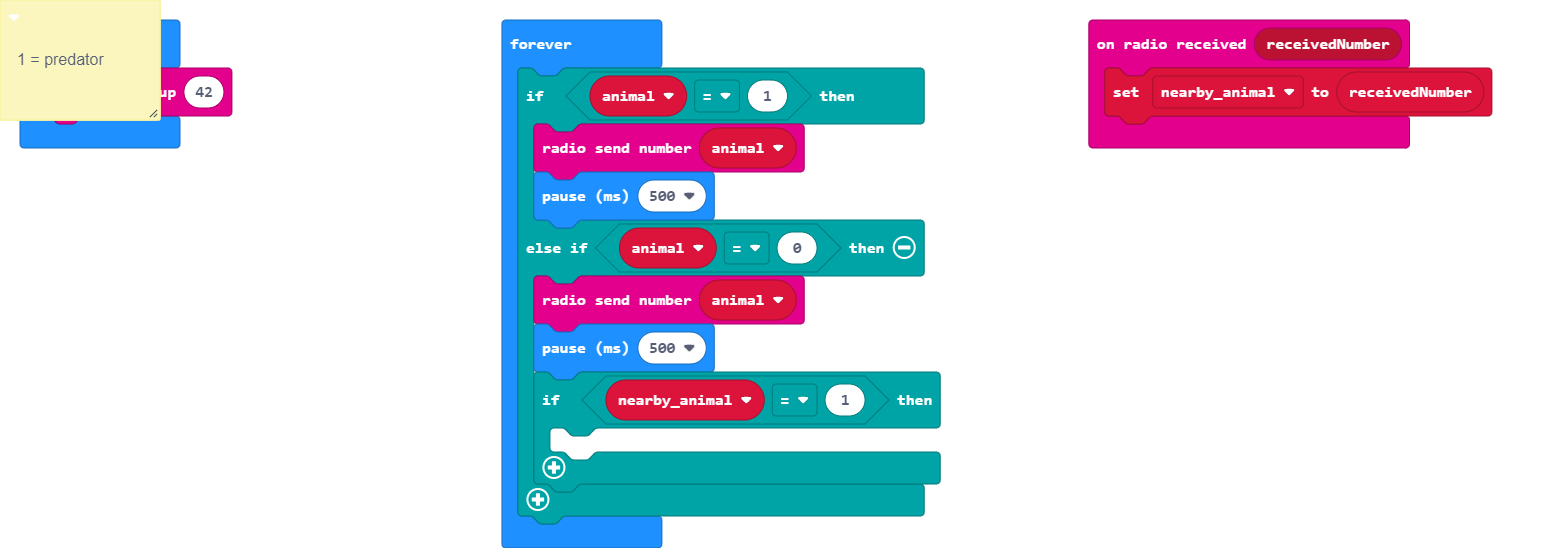 1 = predator
42
forever
if animal = 1 then
radio send number animal
pause (ms) 500
else if animal = 0 then
radio send number animal
pause (ms) 500
if nearby_animal = 1 then
on radio received receivedNumber
set nearby_animal to receivedNumber